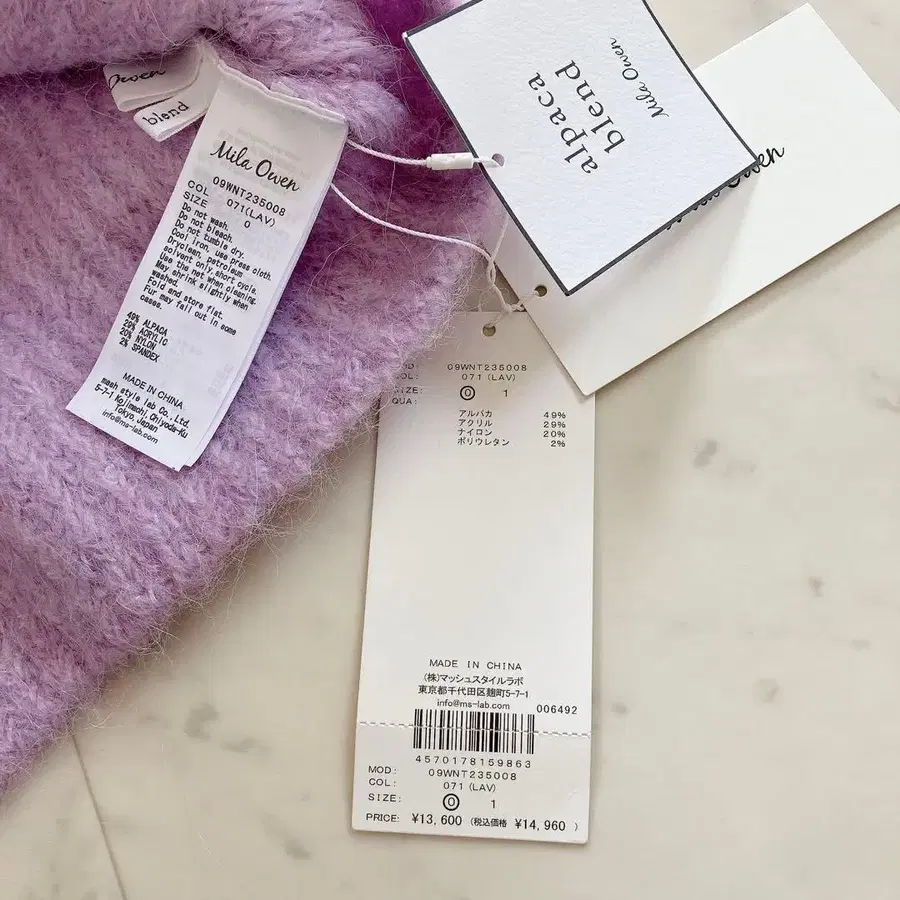 Owen
blend
Mila Owen
09WNT235008
COL 071(LAV)
SIZE 0
Do not wash.
Do not bleach.
Do not tumble dry.
Cool iron, use press cloth.
Dryclean, petroleum
solvent only,short cycle.
Use the net when cleaning.
May shrink slightly when
washed.
Fold and store flat.
Fur may fall out in some
cases.
49% ALPACA
29% ACRYLIC
20% NYLON
2% SPANDEX
MADE IN CHINA
mash style lab Co., Ltd.
5-7-1 Kojimachi, Chiyoda-Ku
Tokyo, Japan
info@ms-lab.com
alpaca
blend
Mila Owen
Owen
09WNT235008
COL: 071(LAV)
SIZE: 0 1
QUA:
アルパカ 49%
アクリル 29%
ナイロン 20%
ポリウレタン 2%
MADE IN CHINA
(株)マッシュスタイルラボ
東京都千代田区麹町5-7-1
info@ms-lab.com 006492
4570178159863
MOD: 09WNT235008
COL: 071(LAV)
SIZE: 0 1
PRICE: ¥13,600 (税込価格 ¥14,960 )